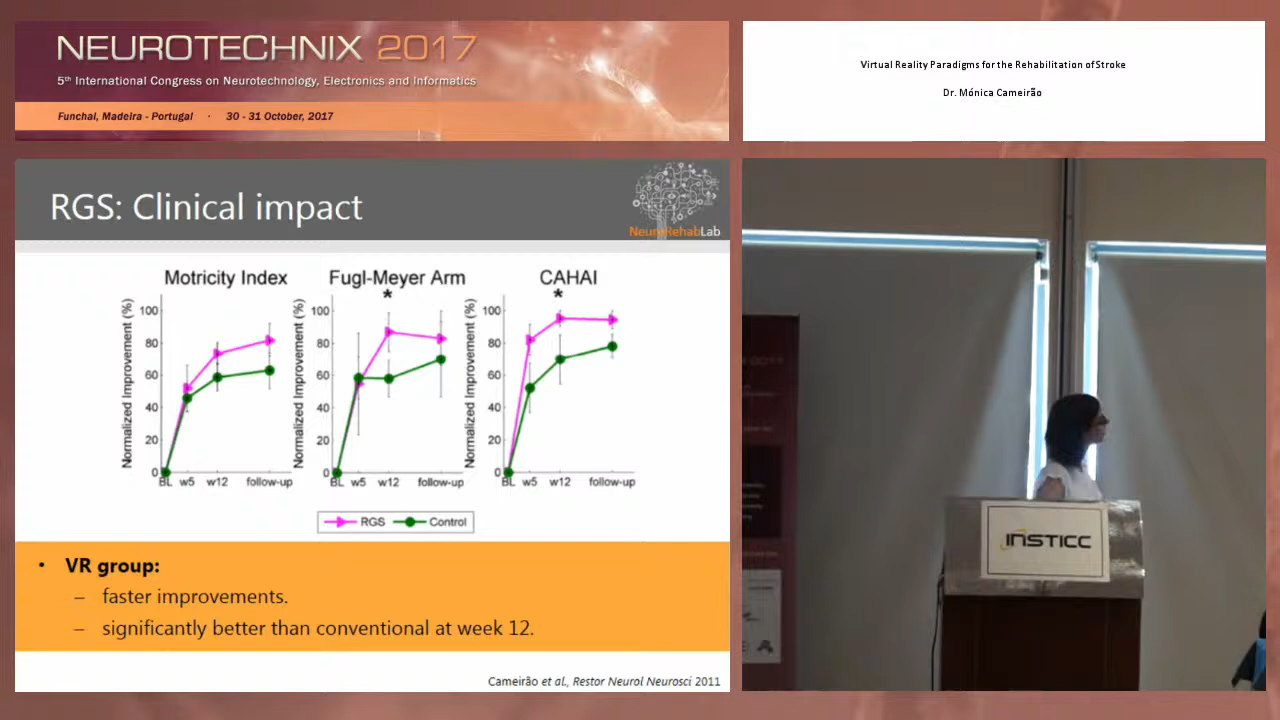 NEUROTECHNIX 2017
5th International Congress on Neurotechnology, Electronics and Informatics
Funchal, Madeira - Portugal · 30 - 31 October, 2017
Virtual Reality Paradigms for the Rehabilitation of Stroke
Dr. Mónica Cameirão
RGS: Clinical impact
NeuroRehabLab
Motricity Index
Normalized Improvement (%)
100
80
60
40
20
0
BL w5 w12 follow-up
Fugl-Meyer Arm
*
Normalized Improvement (%)
100
80
60
40
20
0
BL w5 w12 follow-up
CAHAI
*
Normalized Improvement (%)
100
80
60
40
20
0
BL w5 w12 follow-up
RGS Control
• VR group:
– faster improvements.
– significantly better than conventional at week 12.
Cameirão et al., Restor Neurol Neurosci 2011
INSTICC